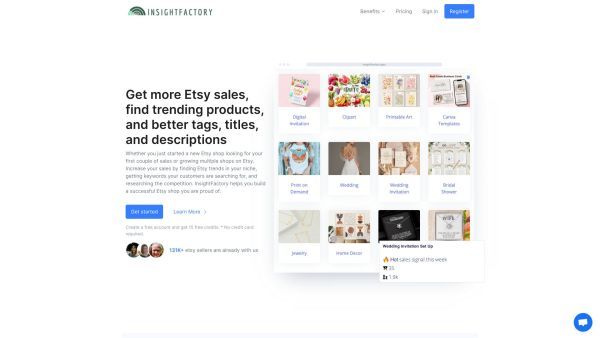 INSIGHTFACTORY
Benefits
Pricing
Sign In
Register
Get more Etsy sales,
find trending products,
and better tags, titles,
and descriptions
Whether you just started a new Etsy shop looking for your
first couple of sales or growing multiple shops on Etsy.
Increase your sales by finding Etsy trends in your niche,
getting keywords your customers are searching for, and
researching the competition. InsightFactory helps you build
a successful Etsy shop you are proud of.
Get started
Learn More
Create a free account and get 15 free credits. * No credit card
required.
131K+ etsy sellers are already with us
Digital
Invitation
Clipart
Printable Art
Canva
Templates
Print on
Demand
Wedding
Wedding
Invitation
Bridal
Shower
Jewelry
Home Decor
Wedding Invitation Set Up
Hot sales signal this week